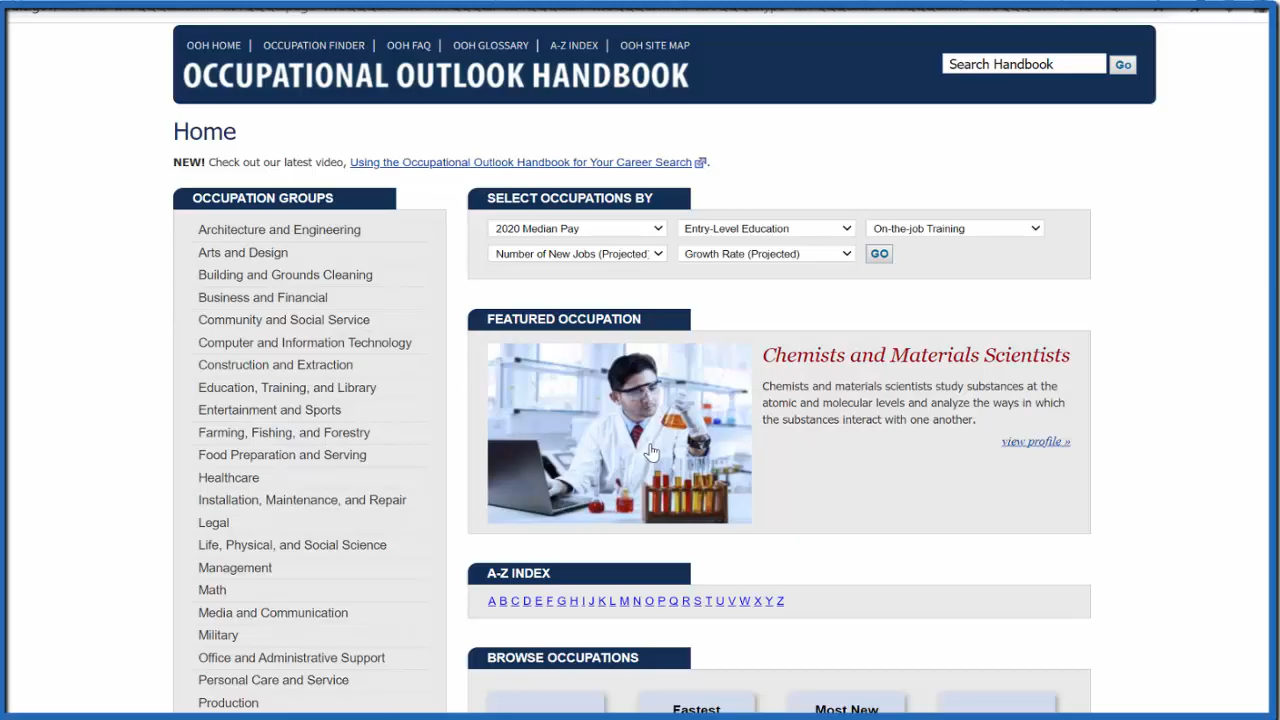 OOH HOME | OCCUPATION FINDER | OOH FAQ | OOH GLOSSARY | A-Z INDEX | OOH SITE MAP
OCCUPATIONAL OUTLOOK HANDBOOK
Search Handbook Go
Home
NEW! Check out our latest video, Using the Occupational Outlook Handbook for Your Career Search.
OCCUPATION GROUPS
Architecture and Engineering
Arts and Design
Building and Grounds Cleaning
Business and Financial
Community and Social Service
Computer and Information Technology
Construction and Extraction
Education, Training, and Library
Entertainment and Sports
Farming, Fishing, and Forestry
Food Preparation and Serving
Healthcare
Installation, Maintenance, and Repair
Legal
Life, Physical, and Social Science
Management
Math
Media and Communication
Military
Office and Administrative Support
Personal Care and Service
Production
SELECT OCCUPATIONS BY
2020 Median Pay Entry-Level Education On-the-job Training
Number of New Jobs (Projected) Growth Rate (Projected) GO
FEATURED OCCUPATION
Chemists and Materials Scientists
Chemists and materials scientists study substances at the
atomic and molecular levels and analyze the ways in which
the substances interact with one another.
view profile »
A-Z INDEX
A B C D E F G H I J K L M N O P Q R S T U V W X Y Z
BROWSE OCCUPATIONS
Fastest
Most New